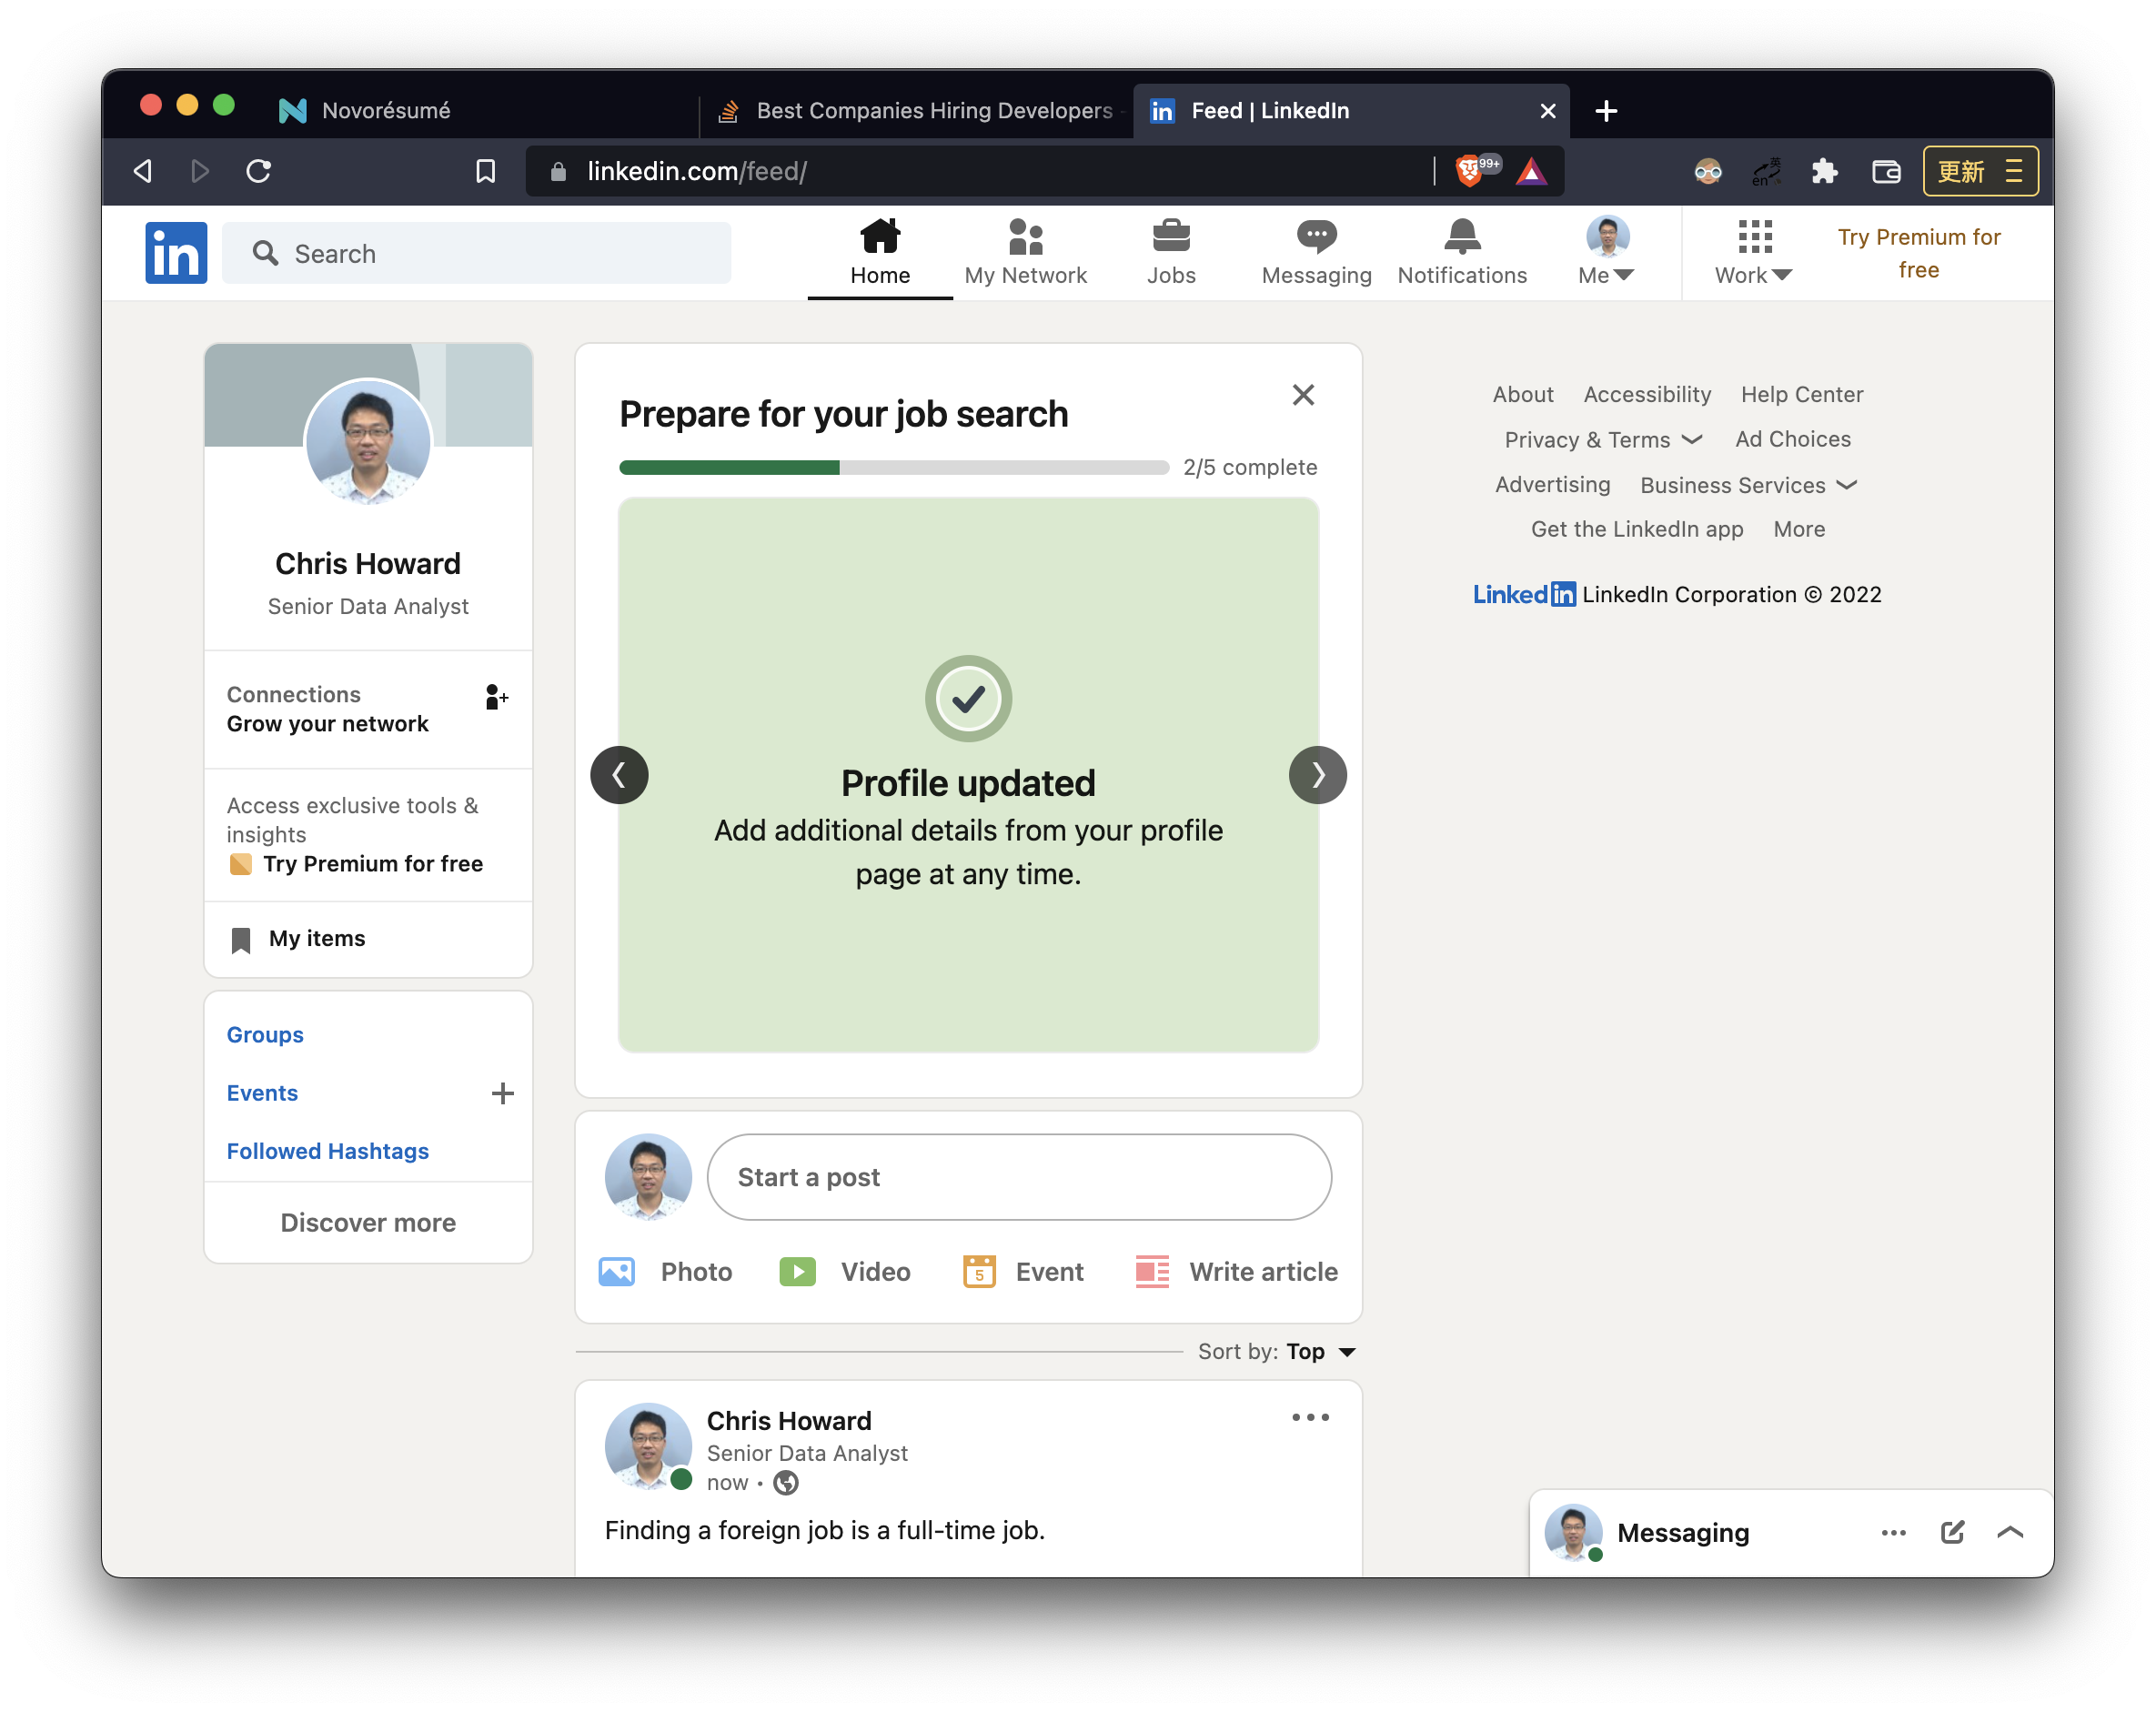 Novorésumé
Best Companies Hiring Developers -
Feed | LinkedIn
linkedin.com/feed/
99+
英
en
更新
in
Search
Home
My Network
Jobs
Messaging
Notifications
Me
Work
Try Premium for
free
Chris Howard
Senior Data Analyst
Connections
Grow your network
Access exclusive tools &
insights
Try Premium for free
My items
Groups
Events
Followed Hashtags
Discover more
Prepare for your job search
2/5 complete
Profile updated
Add additional details from your profile
page at any time.
Start a post
Photo
Video
5
Event
Write article
Sort by: Top
Chris Howard
Senior Data Analyst
now •
Finding a foreign job is a full-time job.
About Accessibility Help Center
Privacy & Terms Ad Choices
Advertising Business Services
Get the LinkedIn app More
LinkedIn LinkedIn Corporation © 2022
Messaging